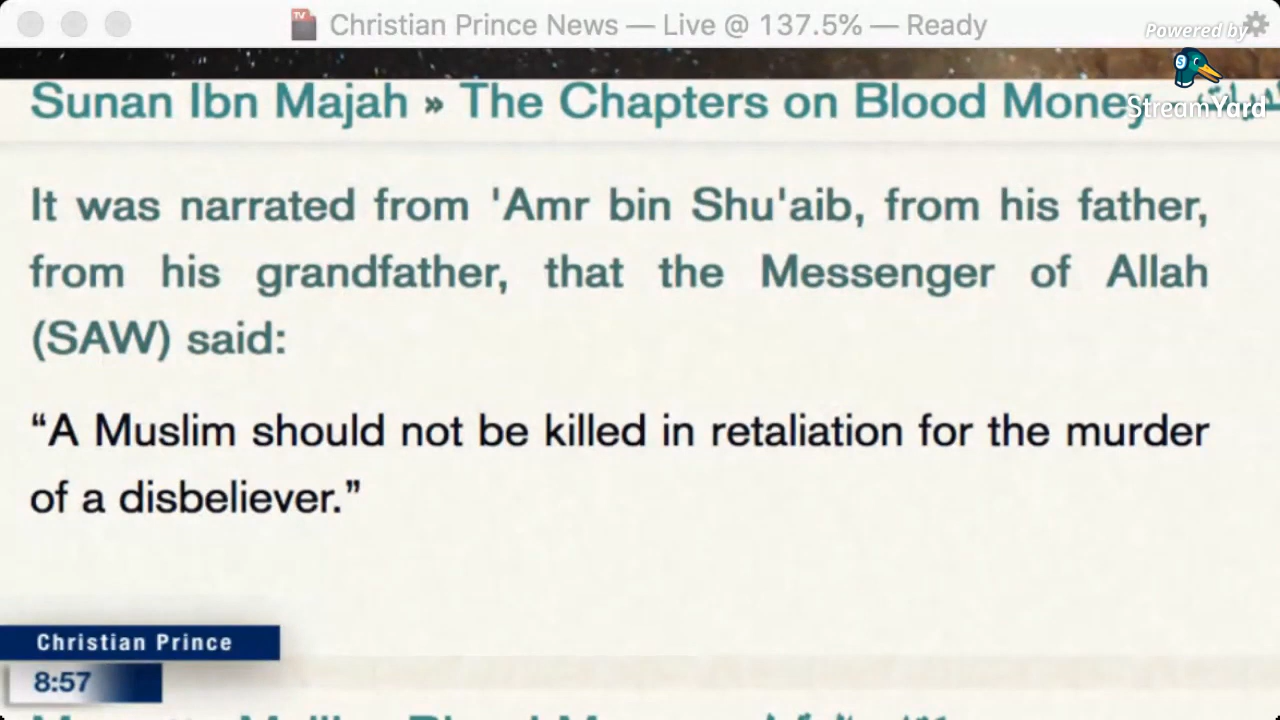 Christian Prince News — Live @ 137.5% — Ready
Powered by
StreamYard
Sunan Ibn Majah » The Chapters on Blood Money
It was narrated from 'Amr bin Shu'aib, from his father,
from his grandfather, that the Messenger of Allah
(SAW) said:
“A Muslim should not be killed in retaliation for the murder
of a disbeliever.”
Christian Prince
8:57